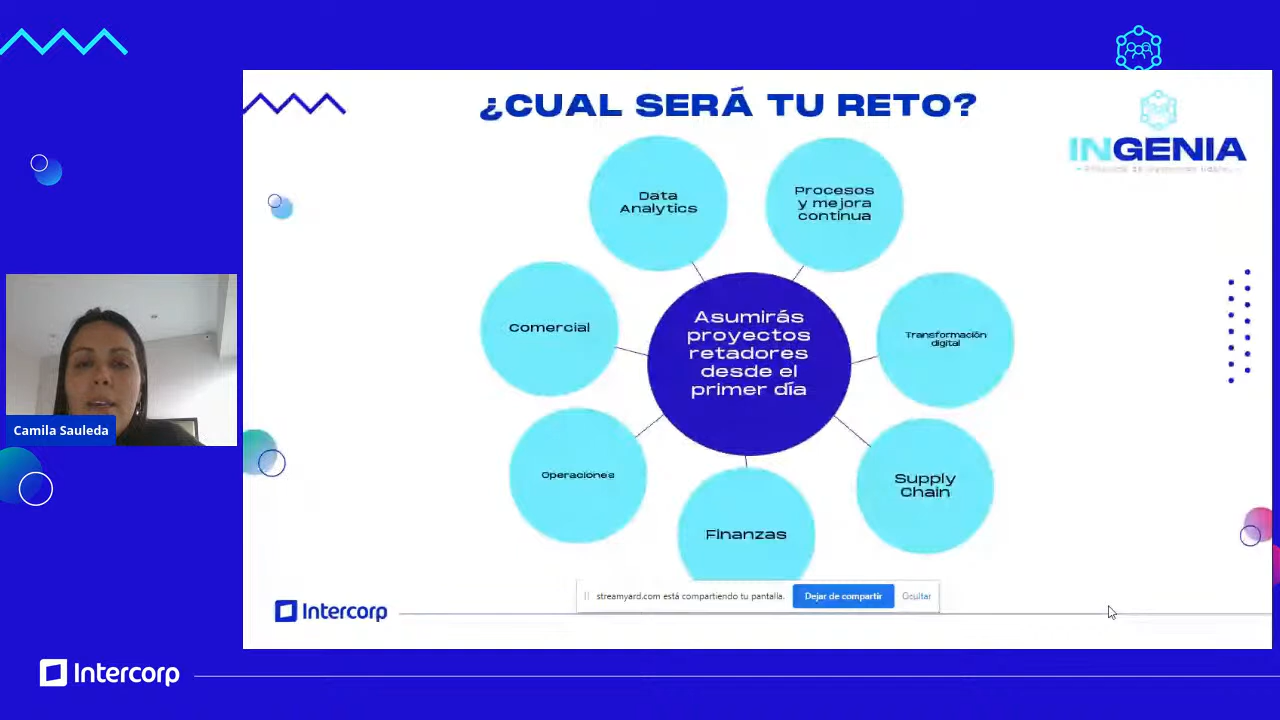 ¿CUAL SERÁ TU RETO?
INGENIA
Data
Analytics
Procesos
y mejora
contínua
Comercial
Asumirás
proyectos
retadores
desde el
primer día
Transformación
digital
Operaciones
Supply
Chain
Finanzas
Camila Sauleda
streamyard.com está compartiendo tu pantalla.
Dejar de compartir
Ocultar
Intercorp
Intercorp